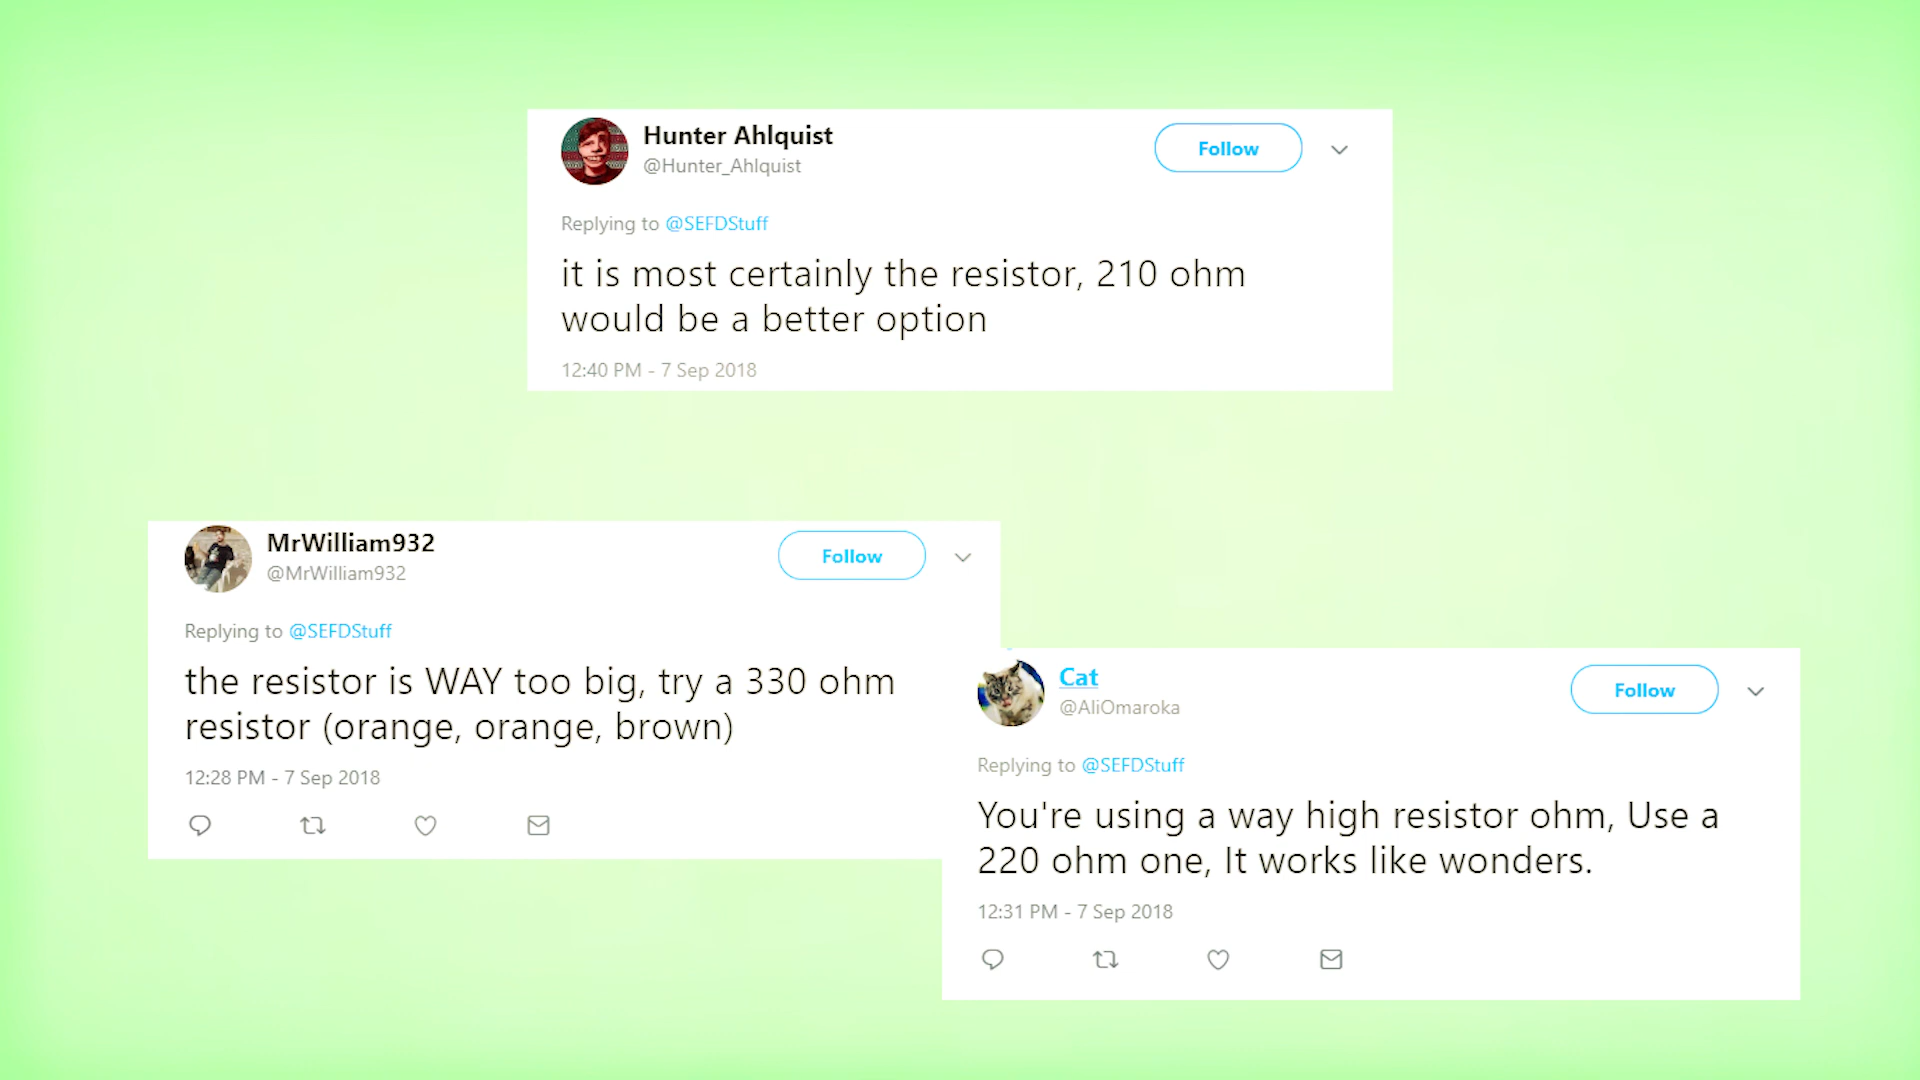 Hunter Ahlquist
@Hunter_Ahlquist
Follow
Replying to @SEFDStuff
it is most certainly the resistor, 210 ohm
would be a better option
12:40 PM - 7 Sep 2018
MrWilliam932
@MrWilliam932
Follow
Replying to @SEFDStuff
the resistor is WAY too big, try a 330 ohm
resistor (orange, orange, brown)
12:28 PM - 7 Sep 2018
Cat
@AliOmaroka
Follow
Replying to @SEFDStuff
You're using a way high resistor ohm, Use a
220 ohm one, It works like wonders.
12:31 PM - 7 Sep 2018